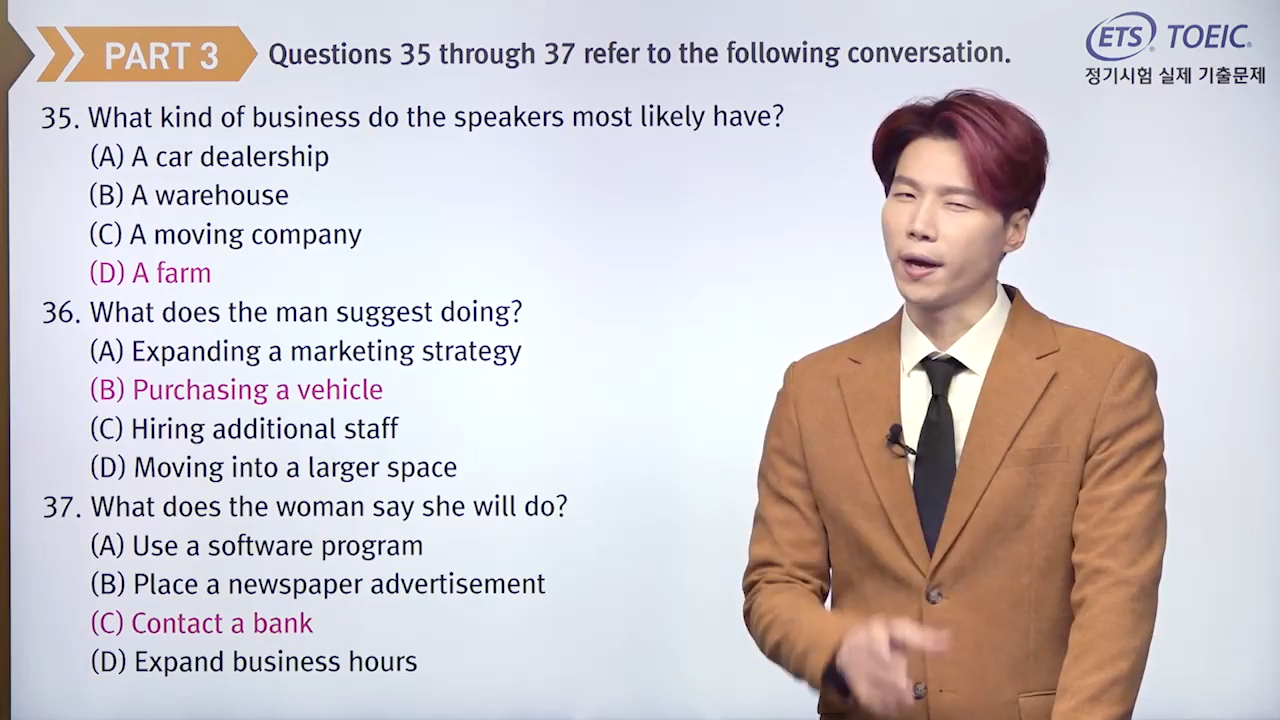 PART 3
Questions 35 through 37 refer to the following conversation.
ETS TOEIC
정기시험 실제 기출문제
35. What kind of business do the speakers most likely have?
(A) A car dealership
(B) A warehouse
(C) A moving company
(D) A farm
36. What does the man suggest doing?
(A) Expanding a marketing strategy
(B) Purchasing a vehicle
(C) Hiring additional staff
(D) Moving into a larger space
37. What does the woman say she will do?
(A) Use a software program
(B) Place a newspaper advertisement
(C) Contact a bank
(D) Expand business hours